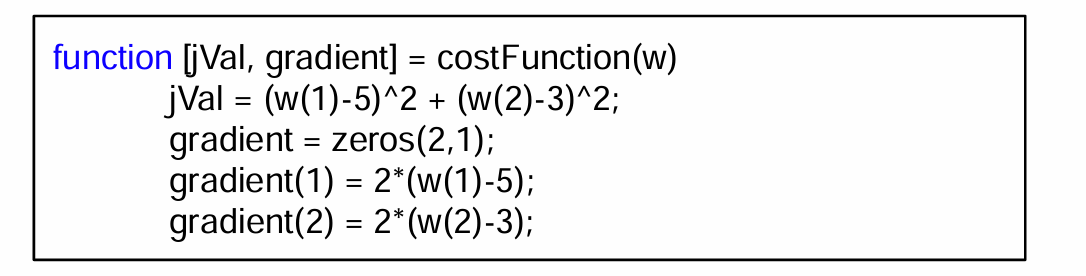 function [jVal, gradient] = costFunction(w)
jVal = (w(1)-5)^2 + (w(2)-3)^2;
gradient = zeros(2,1);
gradient(1) = 2*(w(1)-5);
gradient(2) = 2*(w(2)-3);